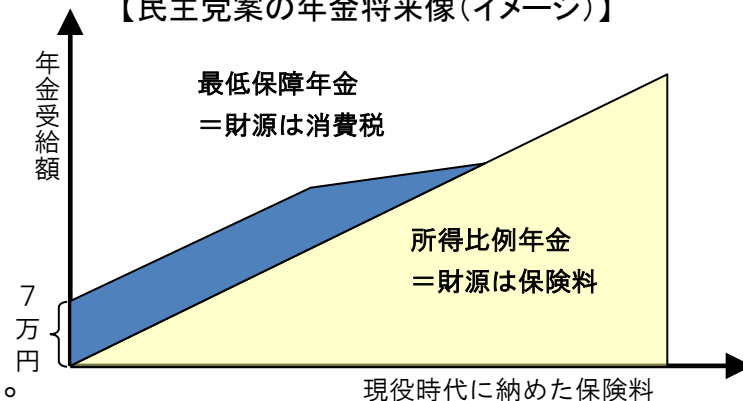 【民主党案の年金将来像（イメージ）】
年金受給額
最低保障年金
＝財源は消費税
所得比例年金
＝財源は保険料
７万円
。
現役時代に納めた保険料